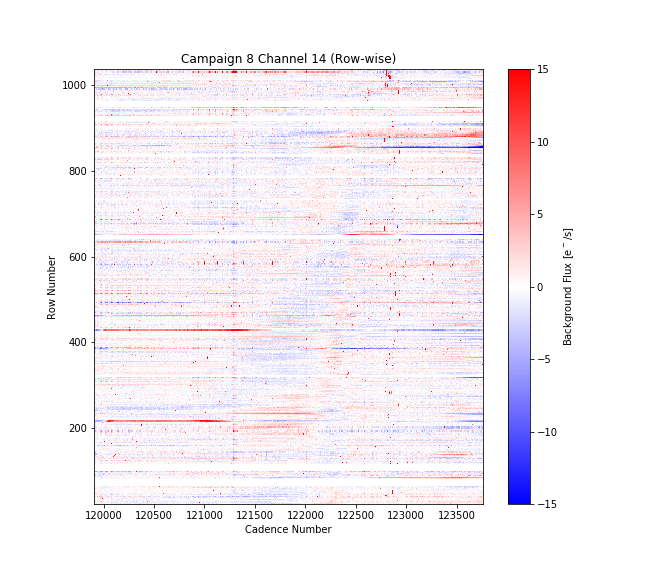 Campaign 8 Channel 14 (Row-wise)
Row Number
1000
800
600
400
200
120000 120500 121000 121500 122000 122500 123000 123500
Cadence Number
15
10
5
0
−5
−10
−15
Background Flux [e⁻/s]